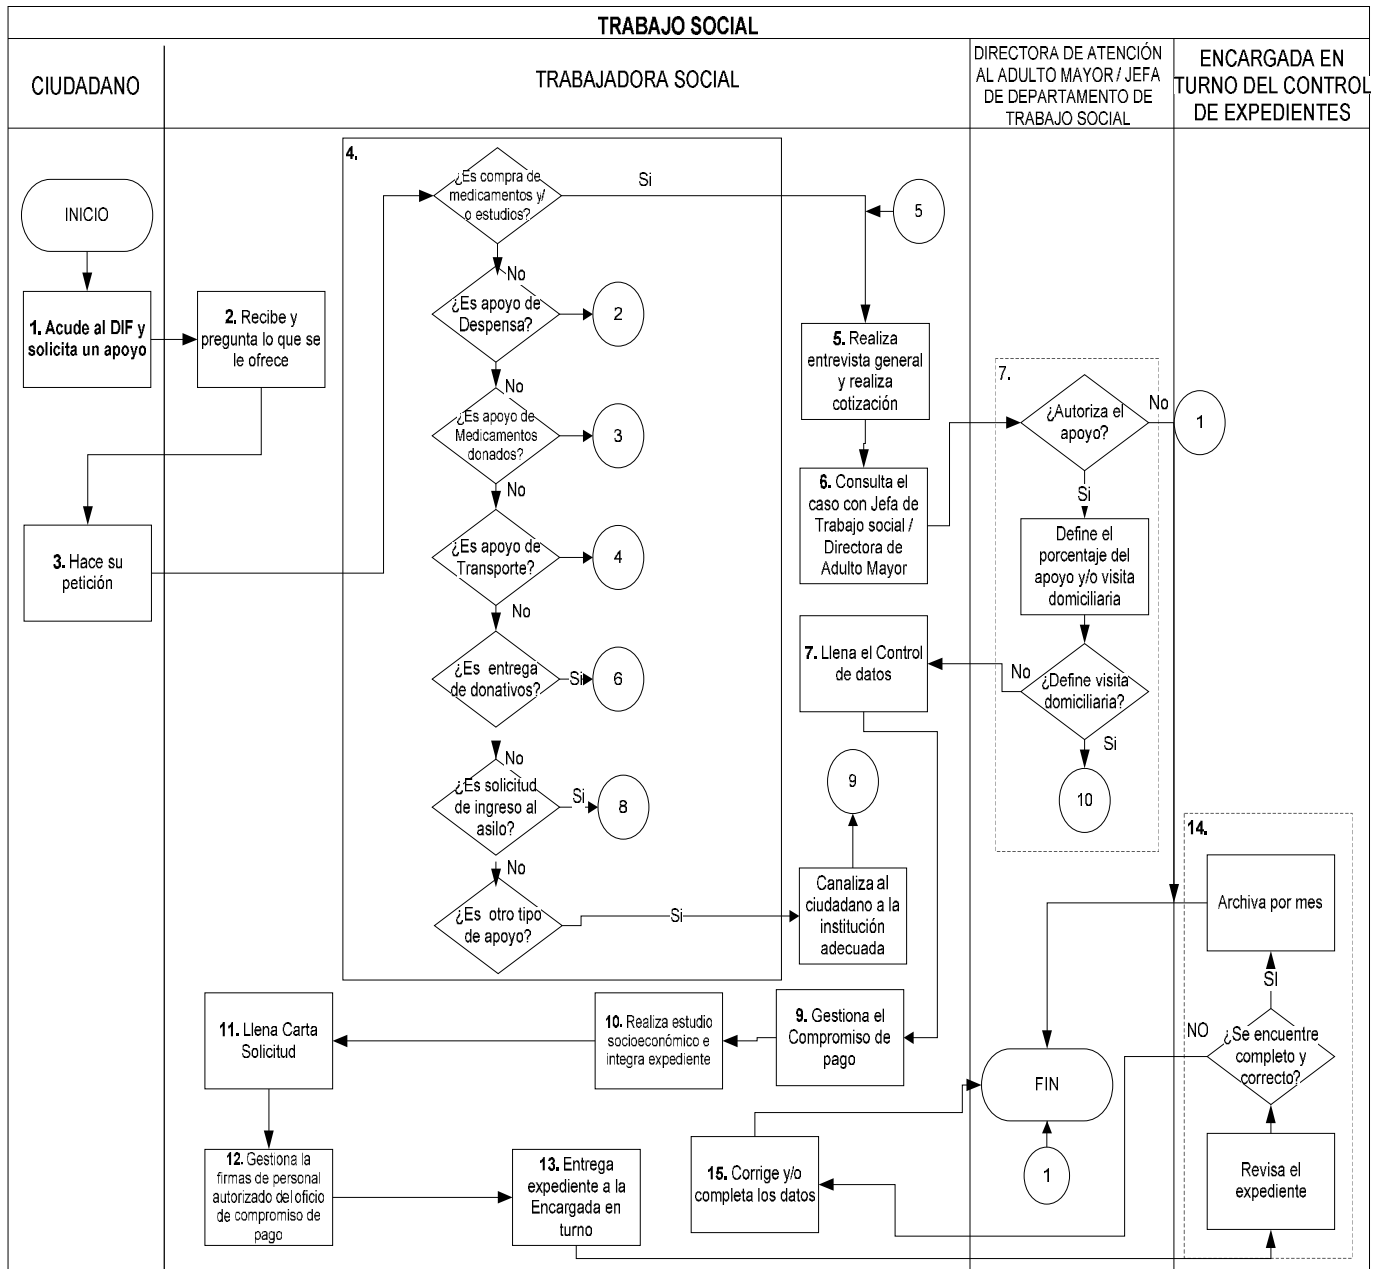 TRABAJO SOCIAL
CIUDADANO
TRABAJADORA SOCIAL
DIRECTORA DE ATENCIÓN
AL ADULTO MAYOR / JEFA
DE DEPARTAMENTO DE
TRABAJO SOCIAL
ENCARGADA EN
TURNO DEL CONTROL
DE EXPEDIENTES
INICIO
1. Acude al DIF y
solicita un apoyo
2. Recibe y
pregunta lo que se
le ofrece
3. Hace su
petición
4.
¿Es compra de
medicamentos y/
o estudios?
Si
5
No
¿Es apoyo de
Despensa?
2
No
¿Es apoyo de
Medicamentos
donados?
3
No
¿Es apoyo de
Transporte?
4
No
¿Es entrega
de donativos?
Si
6
No
¿Es solicitud
de ingreso al
asilo?
Si
8
No
¿Es otro tipo
de apoyo?
Si
Canaliza al
ciudadano a la
institución
adecuada
9
5. Realiza
entrevista general
y realiza
cotización
6. Consulta el
caso con Jefa de
Trabajo social /
Directora de
Adulto Mayor
7.
¿Autoriza el
apoyo?
No
1
Si
Define el
porcentaje del
apoyo y/o visita
domiciliaria
¿Define visita
domiciliaria?
No
Si
10
7. Llena el Control
de datos
9. Gestiona el
Compromiso de
pago
10. Realiza estudio
socioeconómico e
integra expediente
11. Llena Carta
Solicitud
12. Gestiona la
firmas de personal
autorizado del oficio
de compromiso de
pago
13. Entrega
expediente a la
Encargada en
turno
14.
Archiva por mes
SI
¿Se encuentre
completo y
correcto?
NO
Revisa el
expediente
15. Corrige y/o
completa los datos
FIN
1